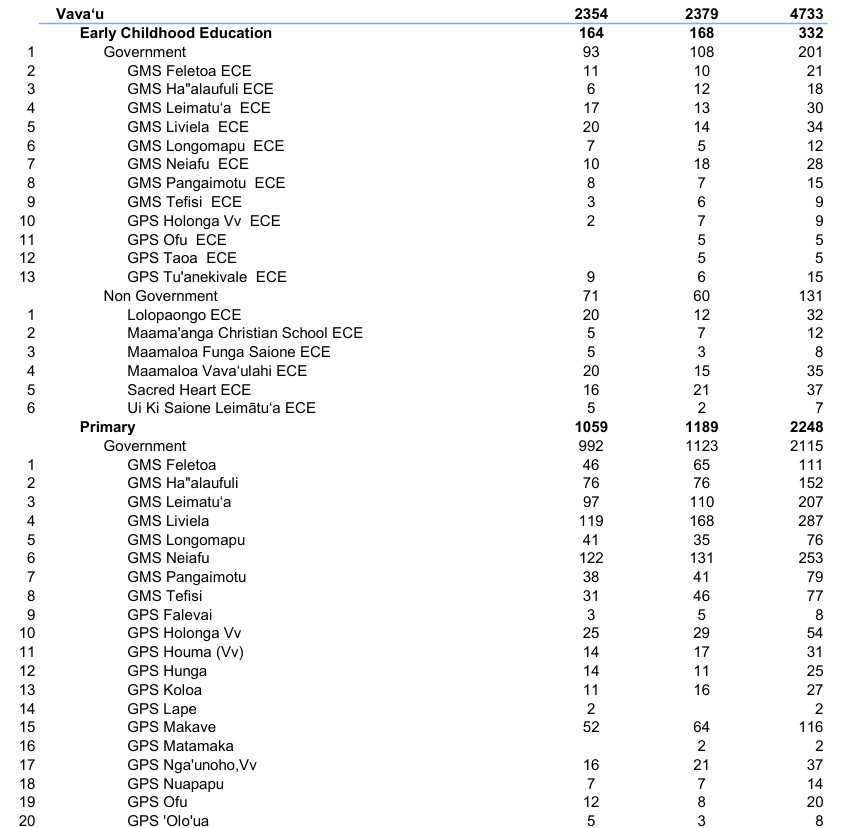 Vavaʻu 2354 2379 4733
Early Childhood Education 164 168 332
1 Government 93 108 201
2 GMS Feletoa ECE 11 10 21
3 GMS Ha"alaufuli ECE 6 12 18
4 GMS Leimatuʻa ECE 17 13 30
5 GMS Liviela ECE 20 14 34
6 GMS Longomapu ECE 7 5 12
7 GMS Neiafu ECE 10 18 28
8 GMS Pangaimotu ECE 8 7 15
9 GMS Tefisi ECE 3 6 9
10 GPS Holonga Vv ECE 2 7 9
11 GPS Ofu ECE 5 5
12 GPS Taoa ECE 5 5
13 GPS Tu'anekivale ECE 9 6 15
Non Government 71 60 131
1 Lolopaongo ECE 20 12 32
2 Maama'anga Christian School ECE 5 7 12
3 Maamaloa Funga Saione ECE 5 3 8
4 Maamaloa Vavaʻulahi ECE 20 15 35
5 Sacred Heart ECE 16 21 37
6 Ui Ki Saione Leimātuʻa ECE 5 2 7
Primary 1059 1189 2248
Government 992 1123 2115
1 GMS Feletoa 46 65 111
2 GMS Ha"alaufuli 76 76 152
3 GMS Leimatuʻa 97 110 207
4 GMS Liviela 119 168 287
5 GMS Longomapu 41 35 76
6 GMS Neiafu 122 131 253
7 GMS Pangaimotu 38 41 79
8 GMS Tefisi 31 46 77
9 GPS Falevai 3 5 8
10 GPS Holonga Vv 25 29 54
11 GPS Houma (Vv) 14 17 31
12 GPS Hunga 14 11 25
13 GPS Koloa 11 16 27
14 GPS Lape 2 2
15 GPS Makave 52 64 116
16 GPS Matamaka 2 2
17 GPS Nga'unoho,Vv 16 21 37
18 GPS Nuapapu 7 7 14
19 GPS Ofu 12 8 20
20 GPS 'Olo'ua 5 3 8